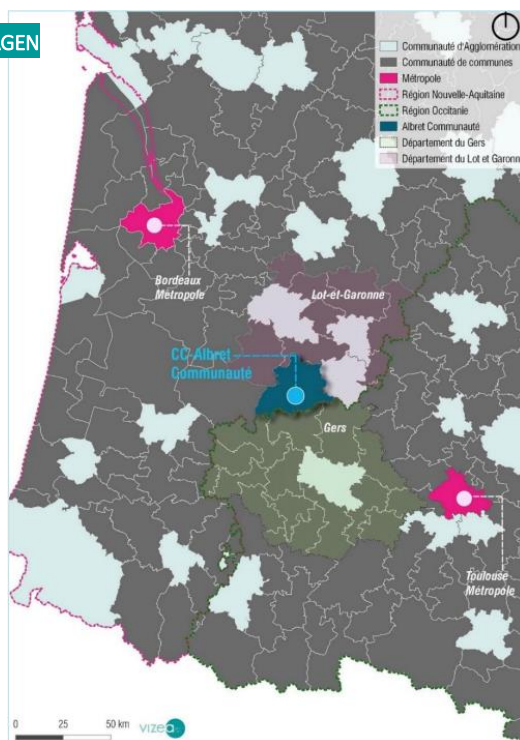 AGEN
Communauté d'Agglomération
Communauté de communes
Métropole
Région Nouvelle-Aquitaine
Région Occitanie
Albret Communauté
Département du Gers
Département du Lot et Garonn
Bordeaux
Métropole
Lot-et-Garonne
CC-Albret
Communauté
Gers
Toulouse
Métropole
0 25 50 km
vizea